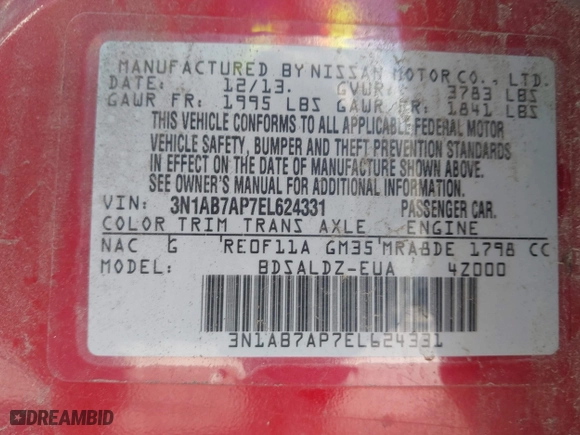 MANUFACTURED BY NISSAN MOTOR CO., LTD.
DATE: 12/13. GVWR: 3783 LBS
GAWR FR: 1995 LBS GAWR RR: 1841 LBS
THIS VEHICLE CONFORMS TO ALL APPLICABLE FEDERAL MOTOR
VEHICLE SAFETY, BUMPER AND THEFT PREVENTION STANDARDS
IN EFFECT ON THE DATE OF MANUFACTURE SHOWN ABOVE.
SEE OWNER'S MANUAL FOR ADDITIONAL INFORMATION.
VIN: 3N1AB7AP7EL624331 PASSENGER CAR.
COLOR TRIM TRANS AXLE ENGINE
NAC G RE0F11A GM35 MRA8DE 1798 CC
MODEL: BDSALDZ-EUA 4Z000
3N1AB7AP7EL624331
DREAMBID